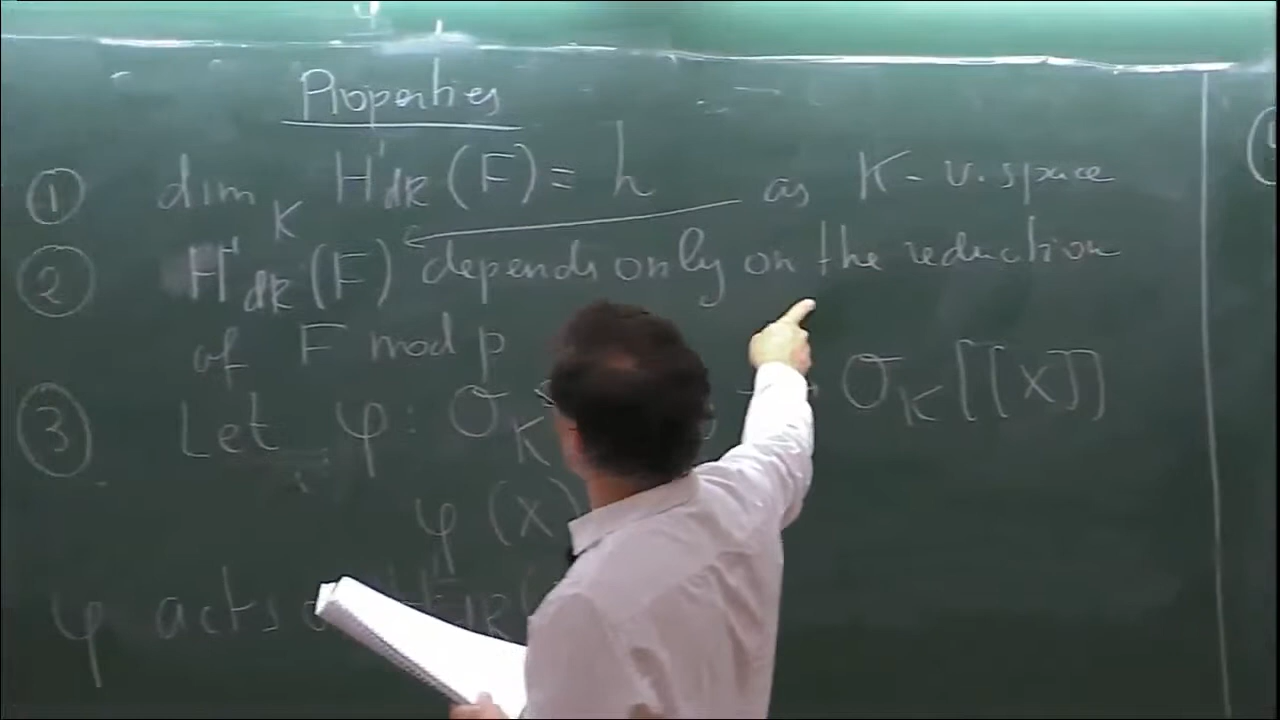 Properties
① dim_K H¹_dR(F) = h as K-v.space
② H¹_dR(F) depends only on the reduction
of F mod p
③ Let φ: O_K → O_K[[X]]
φ(X)
φ acts